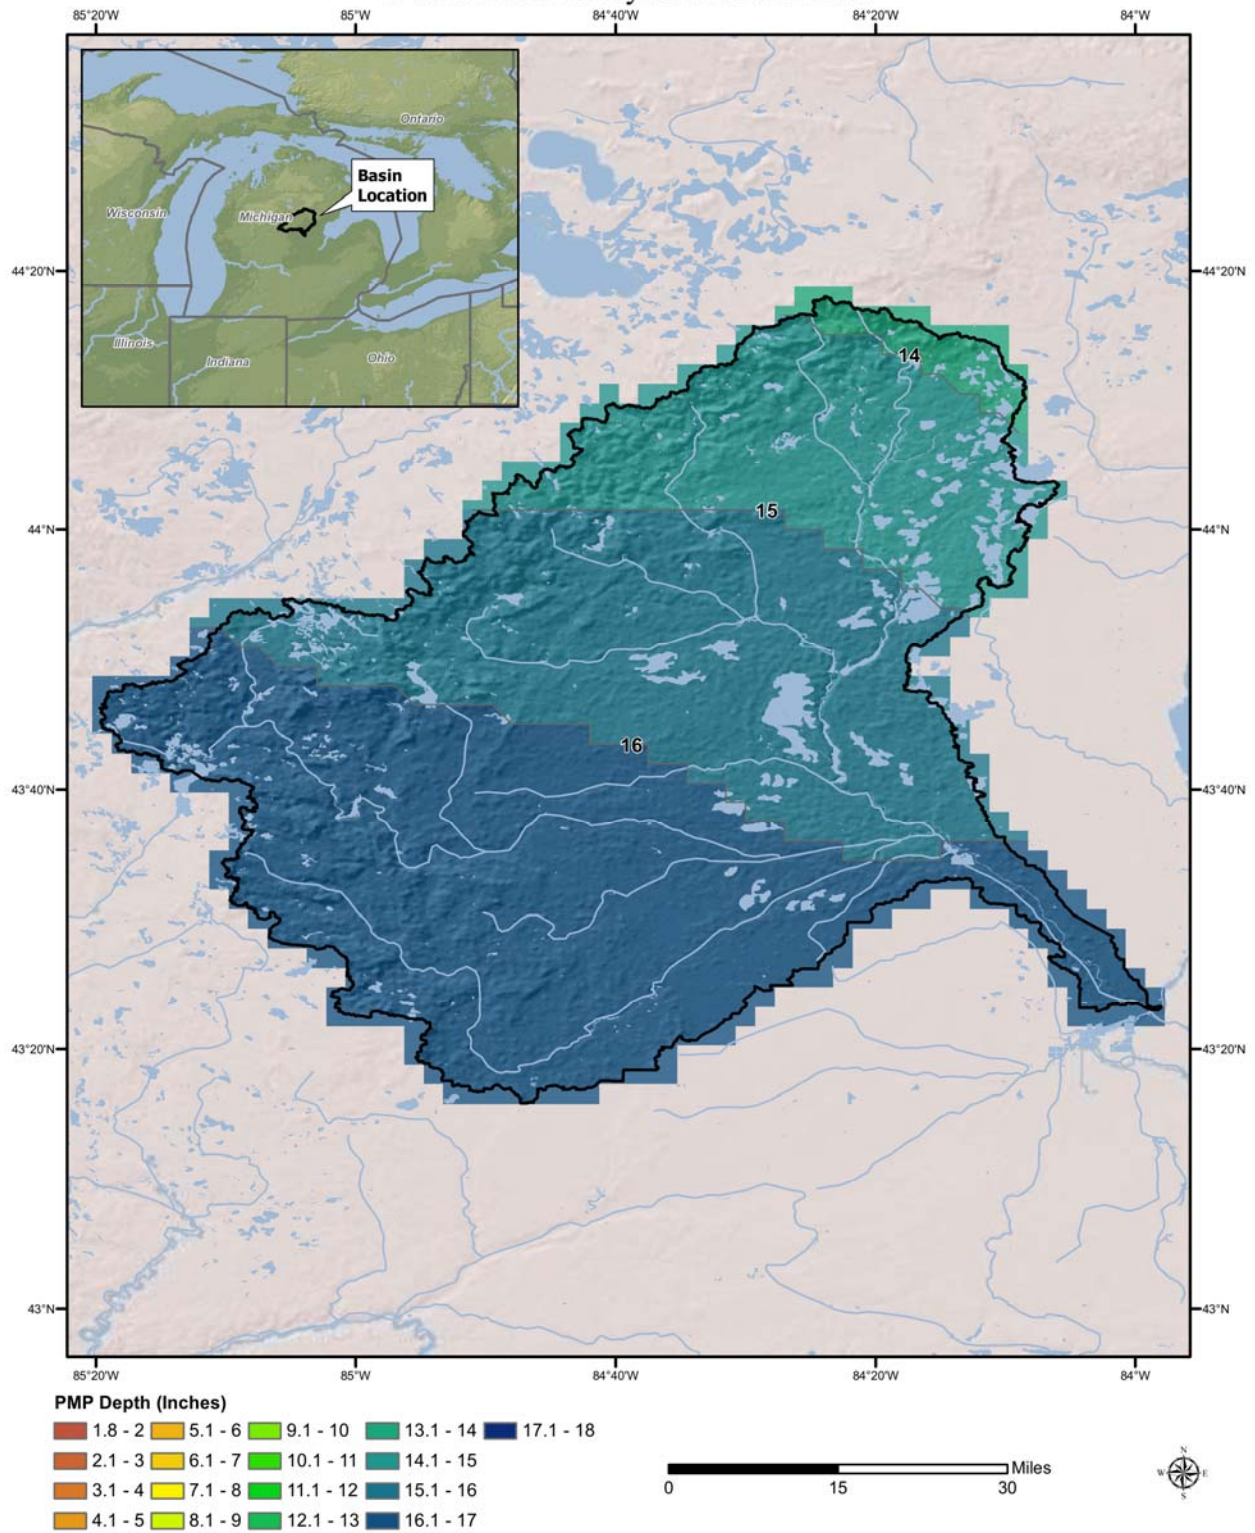 85°20'W 85°W 84°40'W 84°20'W 84°W
Ontario
Basin
Location
Wisconsin
Michigan
Illinois
Indiana
Ohio
44°20'N 44°20'N
14
15
44°N 44°N
16
43°40'N 43°40'N
43°20'N 43°20'N
43°N 43°N
85°20'W 85°W 84°40'W 84°20'W 84°W
PMP Depth (Inches)
1.8 - 2 5.1 - 6 9.1 - 10 13.1 - 14 17.1 - 18
2.1 - 3 6.1 - 7 10.1 - 11 14.1 - 15
3.1 - 4 7.1 - 8 11.1 - 12 15.1 - 16
4.1 - 5 8.1 - 9 12.1 - 13 16.1 - 17
Miles
0 15 30
N
W E
S